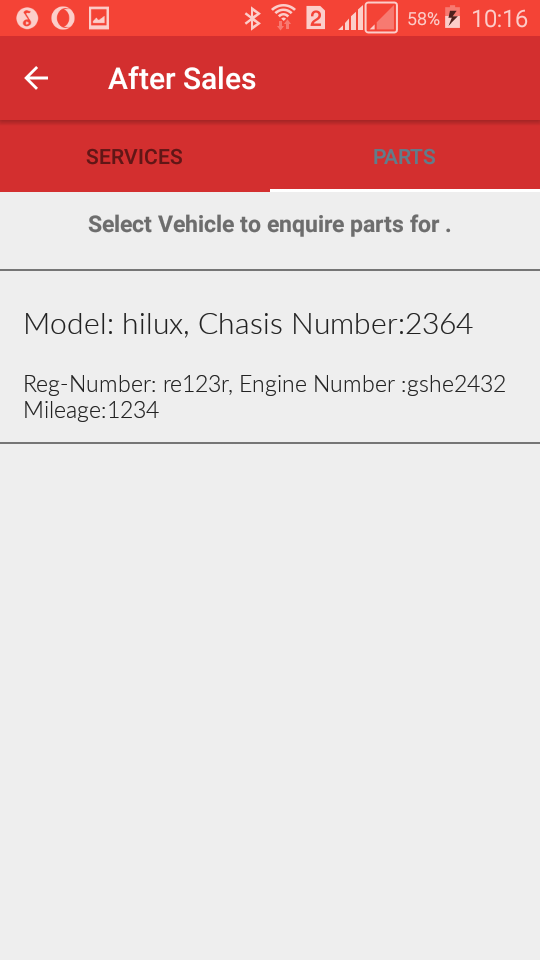 2 58% 10:16
After Sales
SERVICES PARTS
Select Vehicle to enquire parts for .
Model: hilux, Chasis Number:2364
Reg-Number: re123r, Engine Number :gshe2432
Mileage:1234